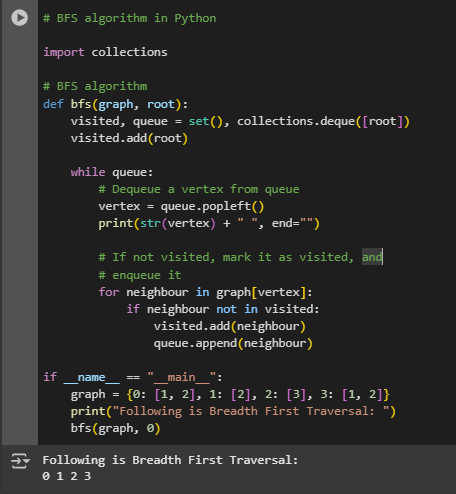 # BFS algorithm in Python
import collections
# BFS algorithm
def bfs(graph, root):
visited, queue = set(), collections.deque([root])
visited.add(root)
while queue:
# Dequeue a vertex from queue
vertex = queue.popleft()
print(str(vertex) + " ", end="")
# If not visited, mark it as visited, and
# enqueue it
for neighbour in graph[vertex]:
if neighbour not in visited:
visited.add(neighbour)
queue.append(neighbour)
if __name__ == "__main__":
graph = {0: [1, 2], 1: [2], 2: [3], 3: [1, 2]}
print("Following is Breadth First Traversal: ")
bfs(graph, 0)
Following is Breadth First Traversal:
0 1 2 3